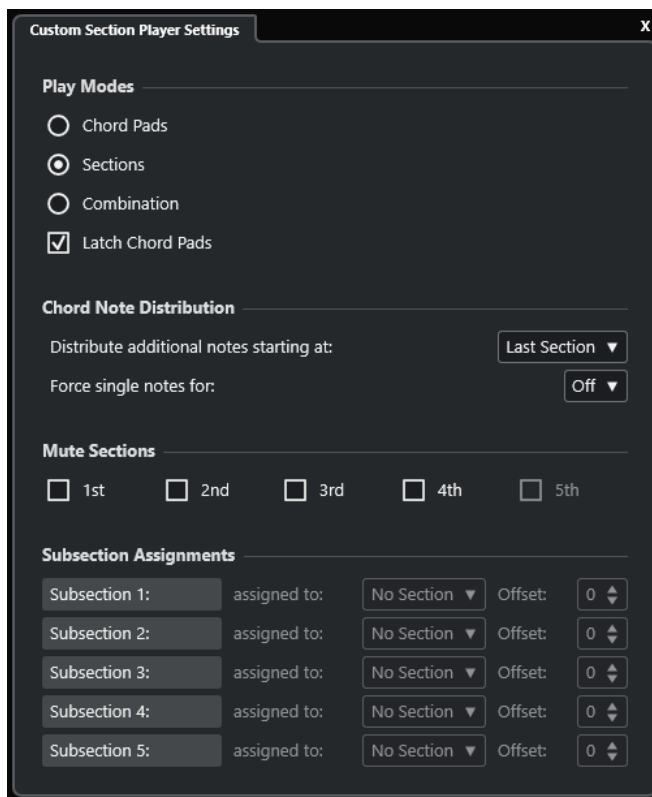 Custom Section Player Settings X
Play Modes
Chord Pads
Sections
Combination
Latch Chord Pads
Chord Note Distribution
Distribute additional notes starting at: Last Section
Force single notes for: Off
Mute Sections
1st 2nd 3rd 4th 5th
Subsection Assignments
Subsection 1: assigned to: No Section Offset: 0
Subsection 2: assigned to: No Section Offset: 0
Subsection 3: assigned to: No Section Offset: 0
Subsection 4: assigned to: No Section Offset: 0
Subsection 5: assigned to: No Section Offset: 0